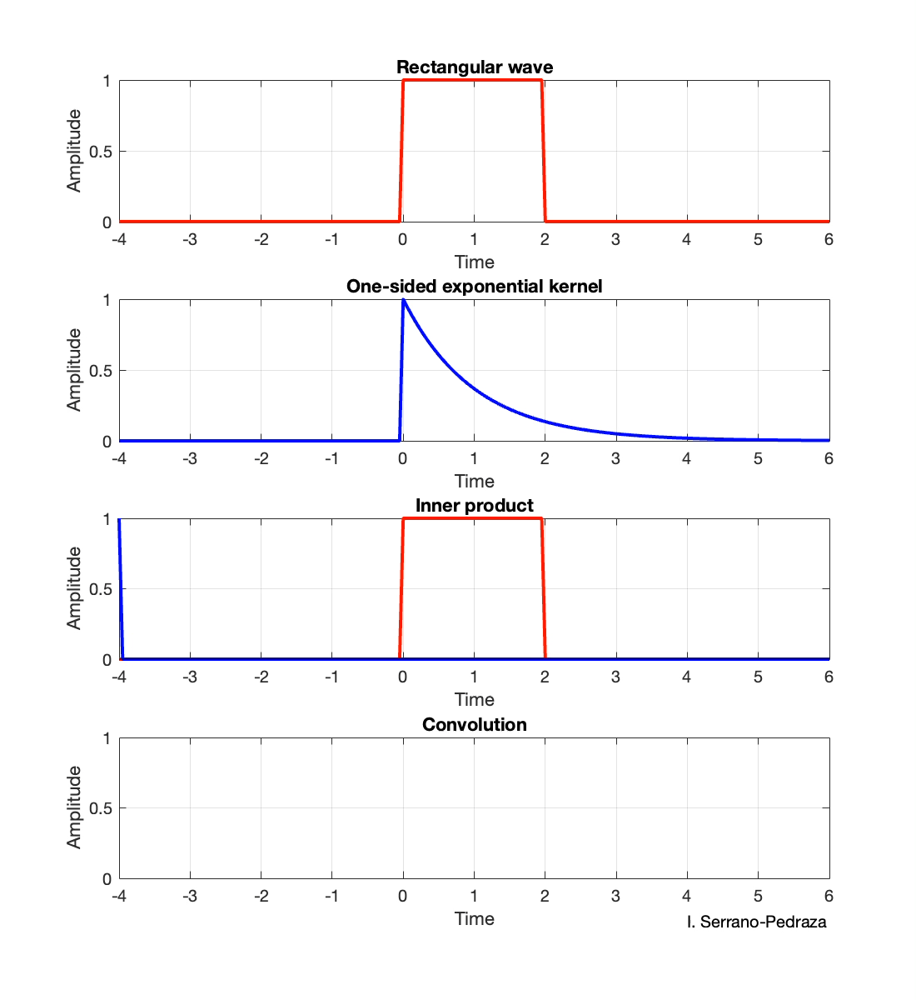 Rectangular wave
1
0.5
0
Amplitude
-4 -3 -2 -1 0 1 2 3 4 5 6
Time
One-sided exponential kernel
1
0.5
0
Amplitude
-4 -3 -2 -1 0 1 2 3 4 5 6
Time
Inner product
1
0.5
0
Amplitude
-4 -3 -2 -1 0 1 2 3 4 5 6
Time
Convolution
1
0.5
0
Amplitude
-4 -3 -2 -1 0 1 2 3 4 5 6
Time
I. Serrano-Pedraza